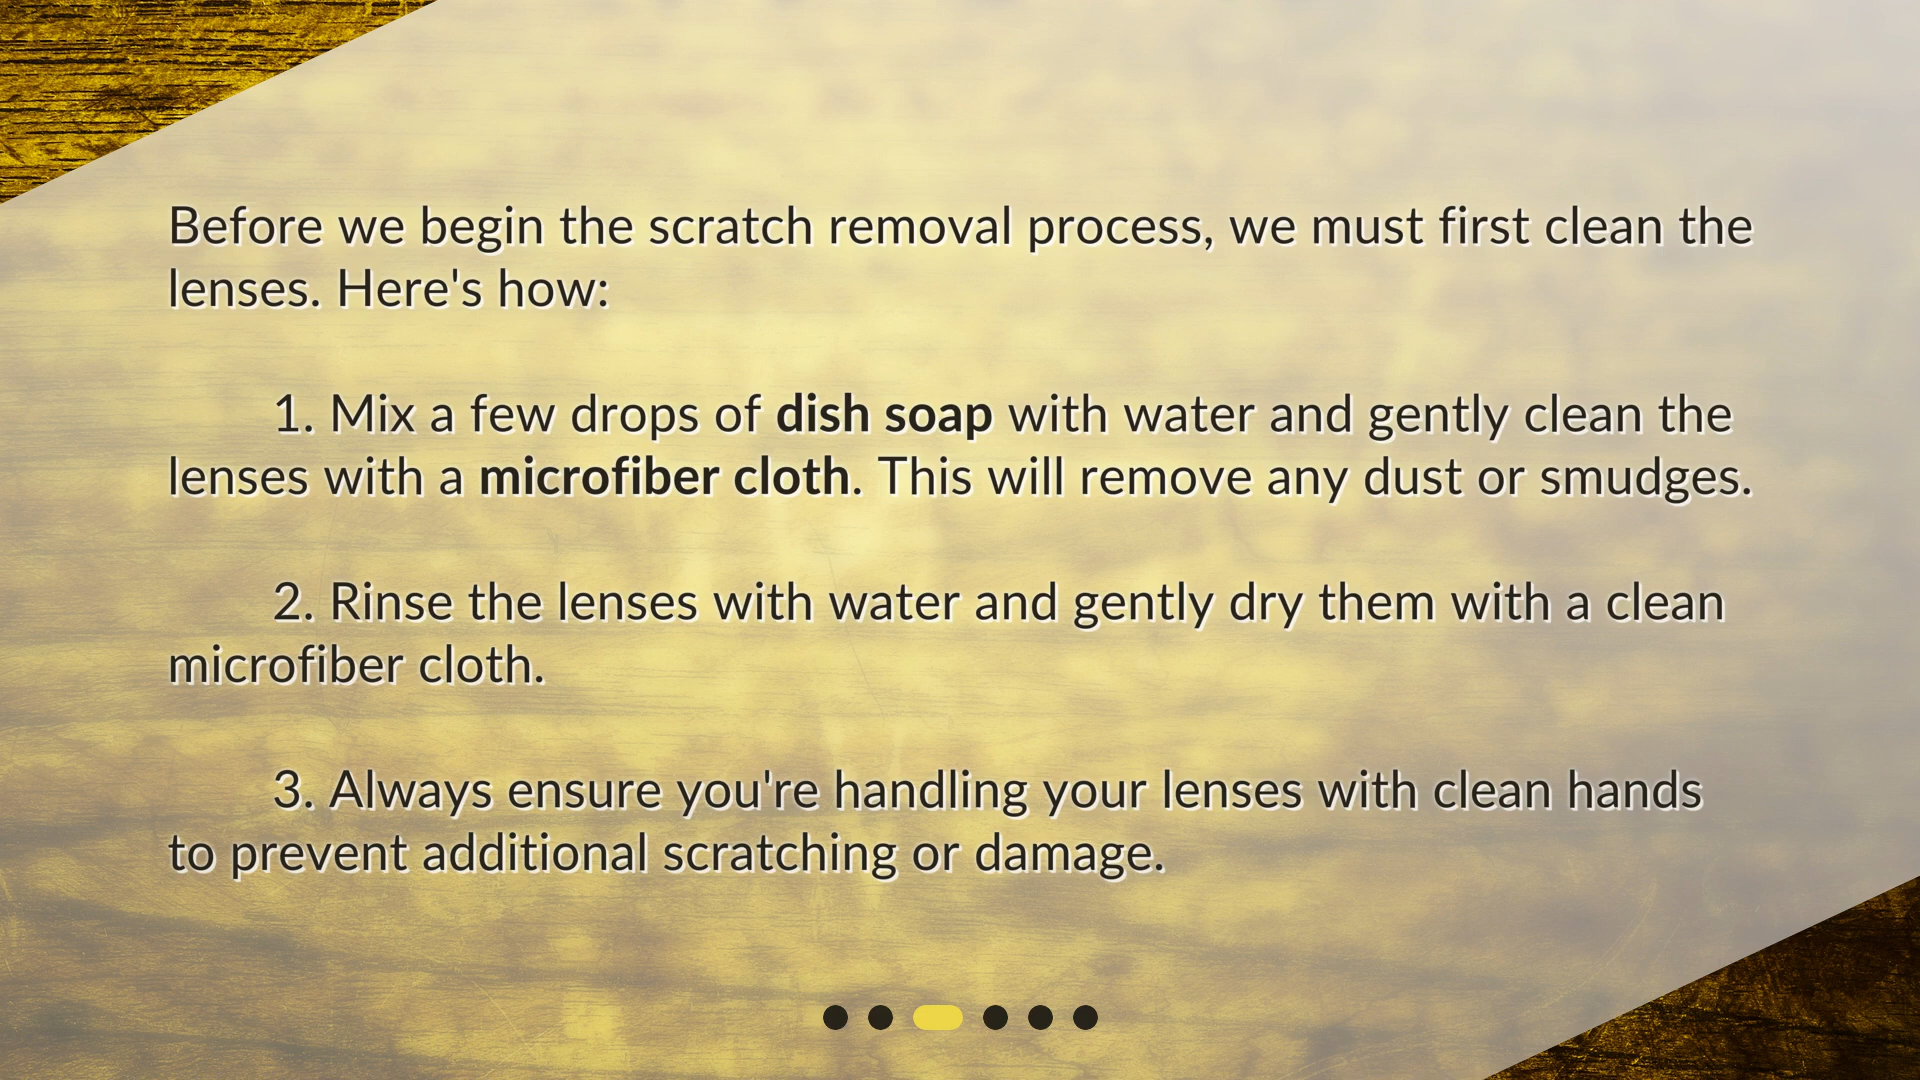 Before we begin the scratch removal process, we must first clean the
lenses. Here's how:
1. Mix a few drops of dish soap with water and gently clean the
lenses with a microfiber cloth. This will remove any dust or smudges.
2. Rinse the lenses with water and gently dry them with a clean
microfiber cloth.
3. Always ensure you're handling your lenses with clean hands
to prevent additional scratching or damage.